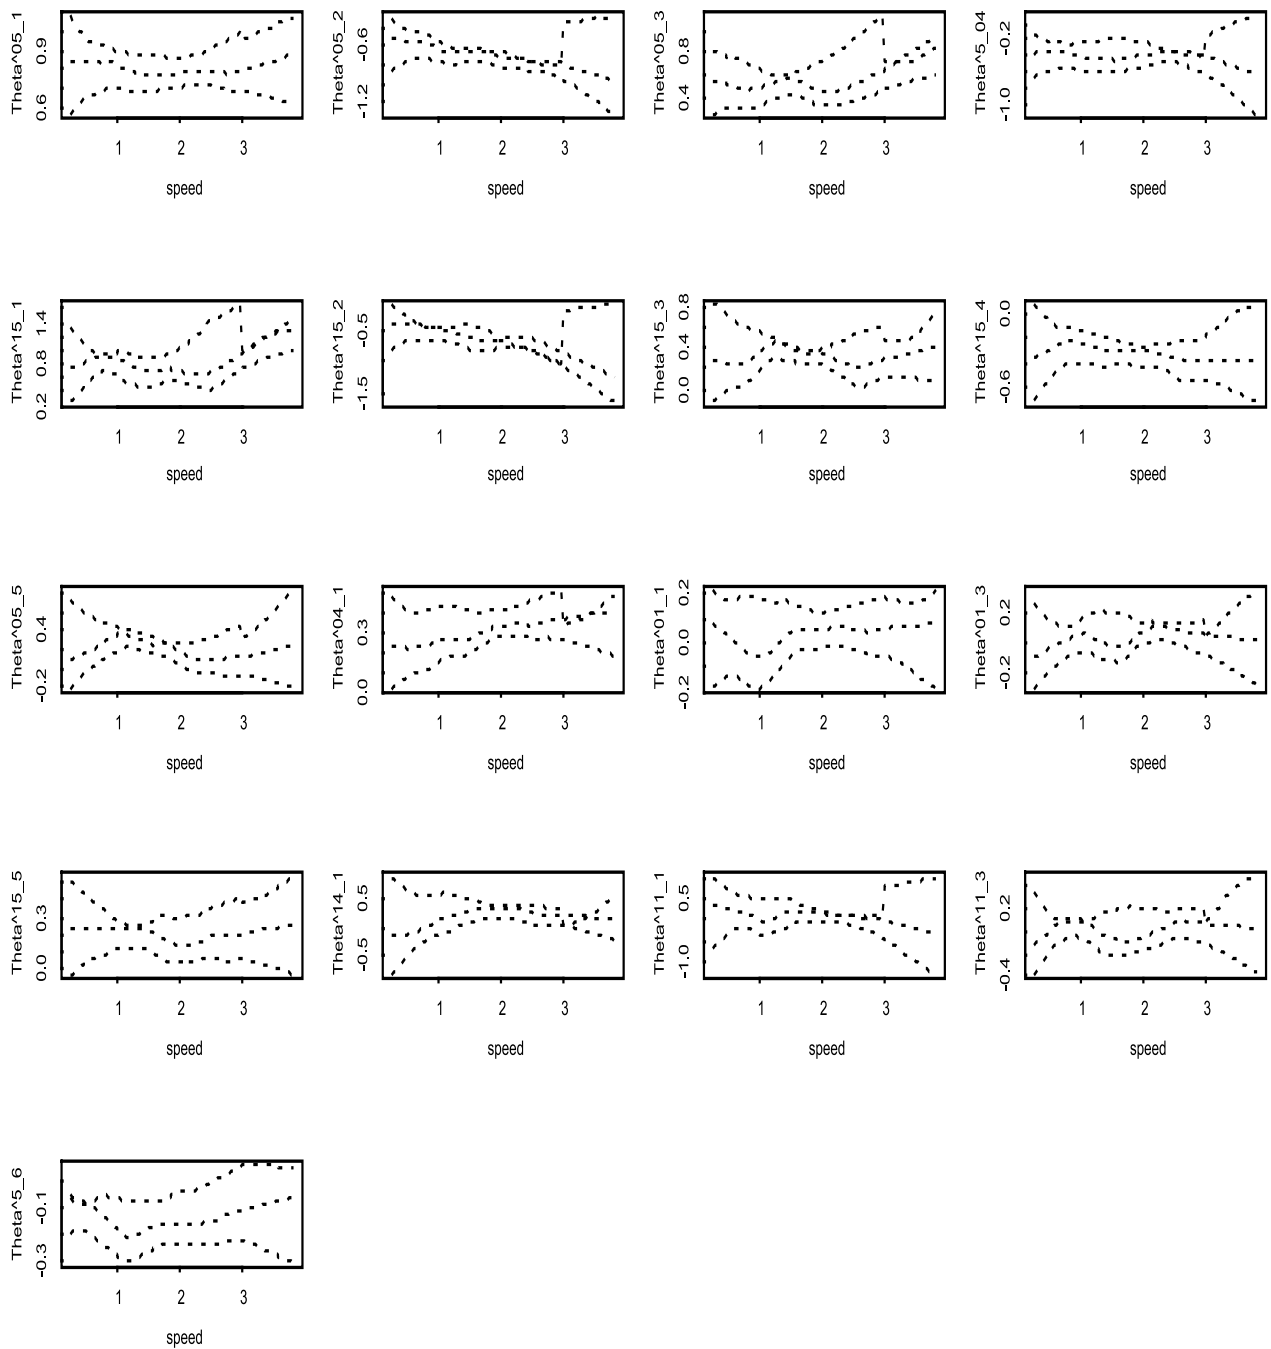 Theta^05_1
0.6 0.9
1 2 3
speed
Theta^05_2
-1.2 -0.6
1 2 3
speed
Theta^05_3
0.4 0.8
1 2 3
speed
Theta^5_04
-1.0 -0.2
1 2 3
speed
Theta^15_1
0.2 0.8 1.4
1 2 3
speed
Theta^15_2
-1.5 -0.5
1 2 3
speed
Theta^15_3
0.0 0.4 0.8
1 2 3
speed
Theta^15_4
-0.6 0.0
1 2 3
speed
Theta^05_5
-0.2 0.4
1 2 3
speed
Theta^04_1
0.0 0.3
1 2 3
speed
Theta^01_1
-0.2 0.0 0.2
1 2 3
speed
Theta^01_3
-0.2 0.2
1 2 3
speed
Theta^15_5
0.0 0.3
1 2 3
speed
Theta^14_1
-0.5 0.5
1 2 3
speed
Theta^11_1
-1.0 0.5
1 2 3
speed
Theta^11_3
-0.4 0.2
1 2 3
speed
Theta^5_6
-0.3 -0.1
1 2 3
speed